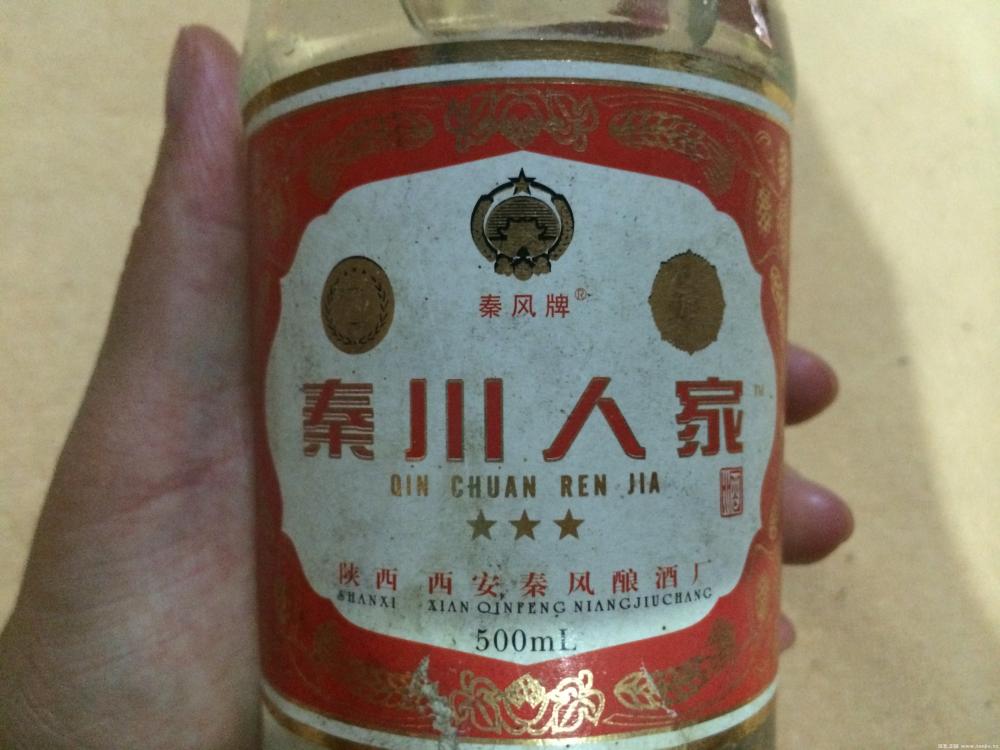 秦风牌®
秦川人家™
QIN CHUAN REN JIA
陕西 西安秦风酿酒厂
SHANXI XIAN QINFENG NIANGJIUCHANG
500mL